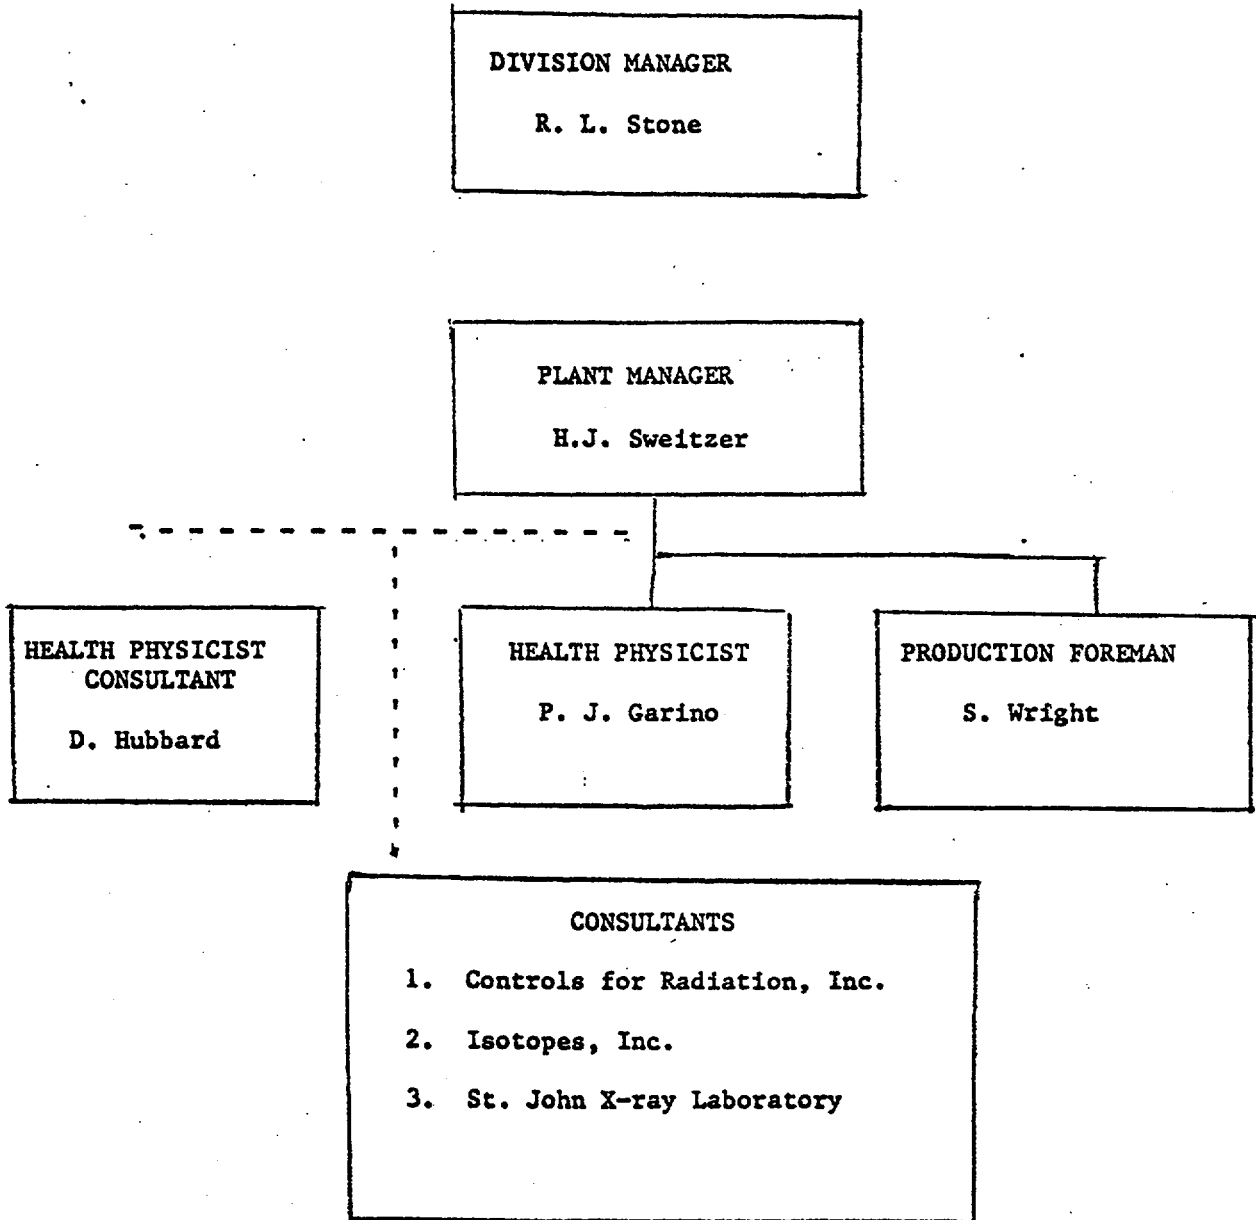 DIVISION MANAGER
R. L. Stone
PLANT MANAGER
H.J. Sweitzer
HEALTH PHYSICIST
CONSULTANT
D. Hubbard
HEALTH PHYSICIST
P. J. Garino
PRODUCTION FOREMAN
S. Wright
CONSULTANTS
1. Controls for Radiation, Inc.
2. Isotopes, Inc.
3. St. John X-ray Laboratory